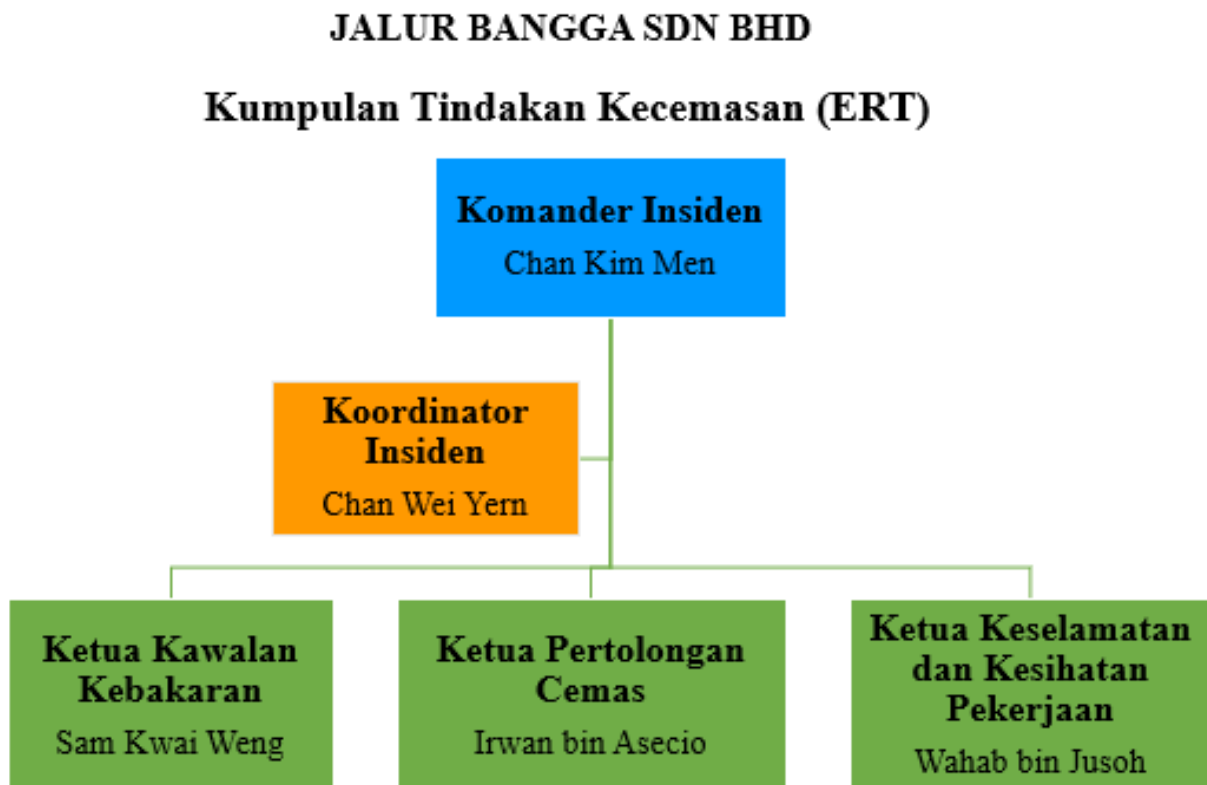 JALUR BANGGA SDN BHD
Kumpulan Tindakan Kecemasan (ERT)
Komander Insiden
Chan Kim Men
Koordinator
Insiden
Chan Wei Yern
Ketua Kawalan
Kebakaran
Sam Kwai Weng
Ketua Pertolongan
Cemas
Irwan bin Asecio
Ketua Keselamatan
dan Kesihatan
Pekerjaan
Wahab bin Jusoh